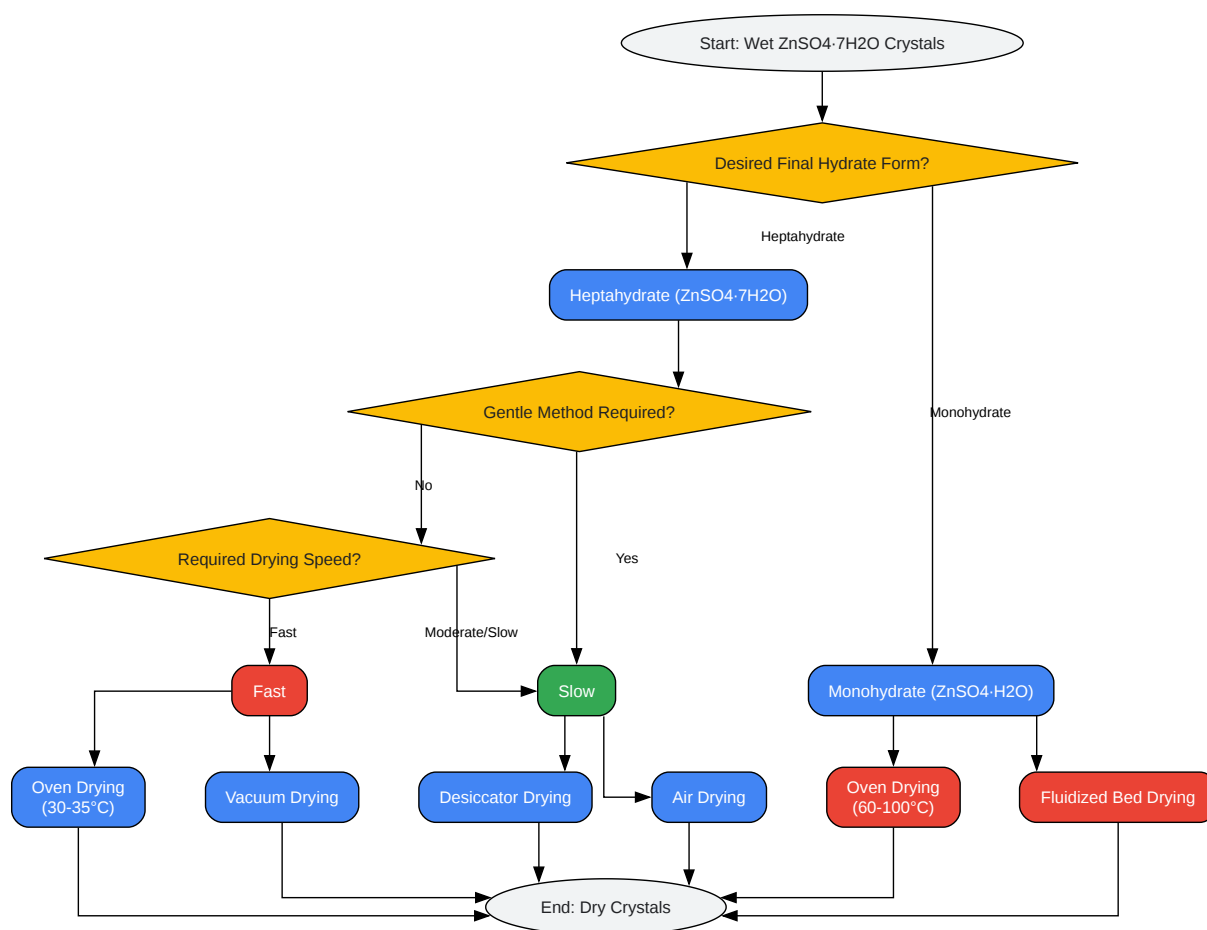 Start: Wet ZnSO4·7H2O Crystals
Desired Final Hydrate Form?
Heptahydrate
Heptahydrate (ZnSO4·7H2O)
Gentle Method Required?
Monohydrate
No
Required Drying Speed?
Yes
Fast
Moderate/Slow
Fast
Slow
Monohydrate (ZnSO4·H2O)
Oven Drying
(30-35°C)
Vacuum Drying
Desiccator Drying
Air Drying
Oven Drying
(60-100°C)
Fluidized Bed Drying
End: Dry Crystals